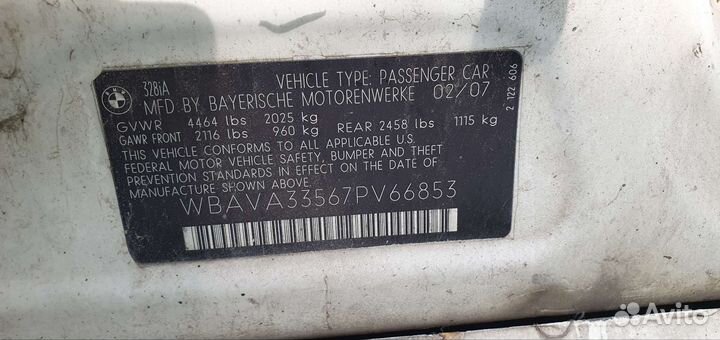 BMW
328iA
VEHICLE TYPE: PASSENGER CAR
MFD. BY BAYERISCHE MOTORENWERKE 02/07
GVWR 4464 lbs 2025 kg
GAWR FRONT 2116 lbs 960 kg REAR 2458 lbs 1115 kg
THIS VEHICLE CONFORMS TO ALL APPLICABLE U.S.
FEDERAL MOTOR VEHICLE SAFETY, BUMPER AND THEFT
PREVENTION STANDARDS IN EFFECT ON THE DATE OF
MANUFACTURE SHOWN ABOVE.
WBAVA33567PV66853
2 122 606
Avito